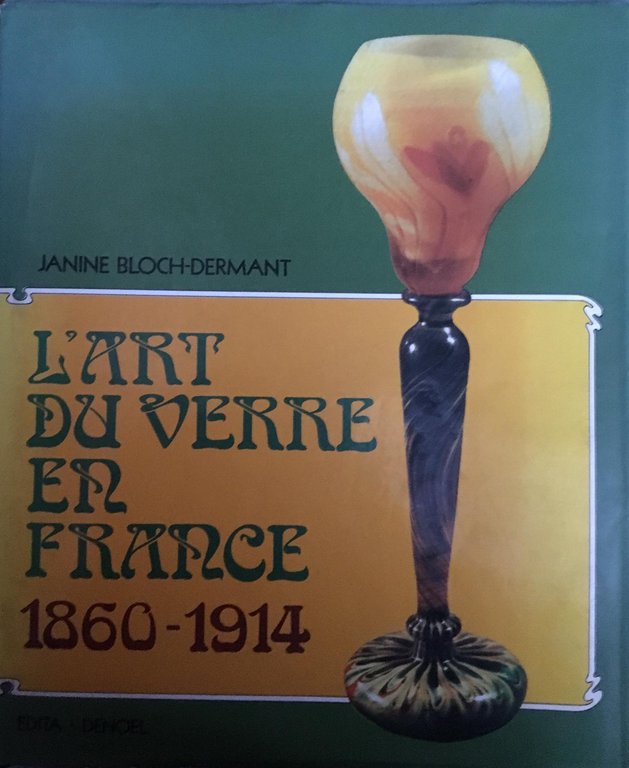 JANINE BLOCH-DERMANT
L'ART
DU VERRE
EN
FRANCE
1860-1914
EDITA - DENOËL